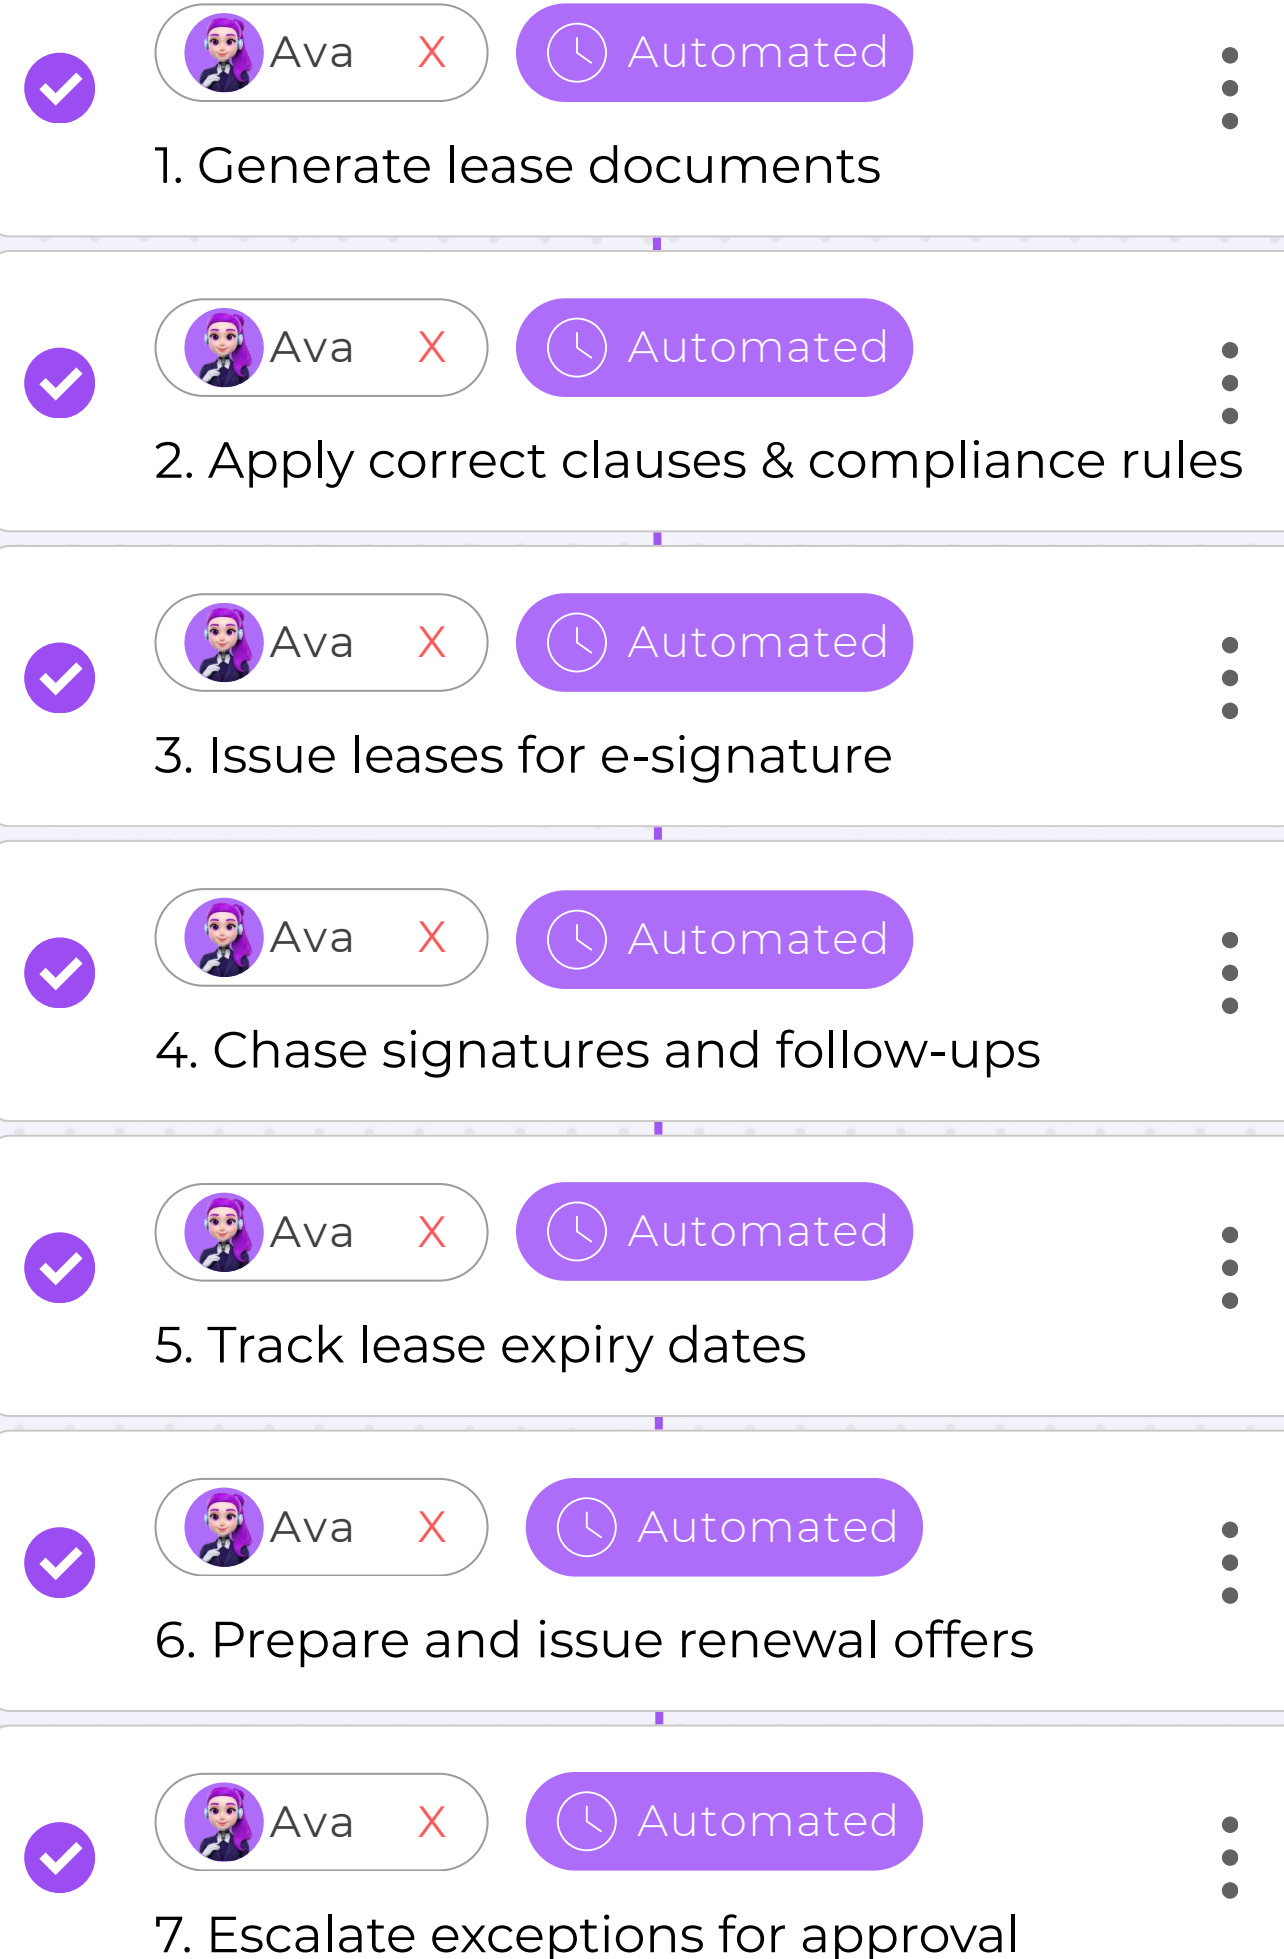 Ava X Automated
1. Generate lease documents
Ava X Automated
2. Apply correct clauses & compliance rules
Ava X Automated
3. Issue leases for e-signature
Ava X Automated
4. Chase signatures and follow-ups
Ava X Automated
5. Track lease expiry dates
Ava X Automated
6. Prepare and issue renewal offers
Ava X Automated
7. Escalate exceptions for approval